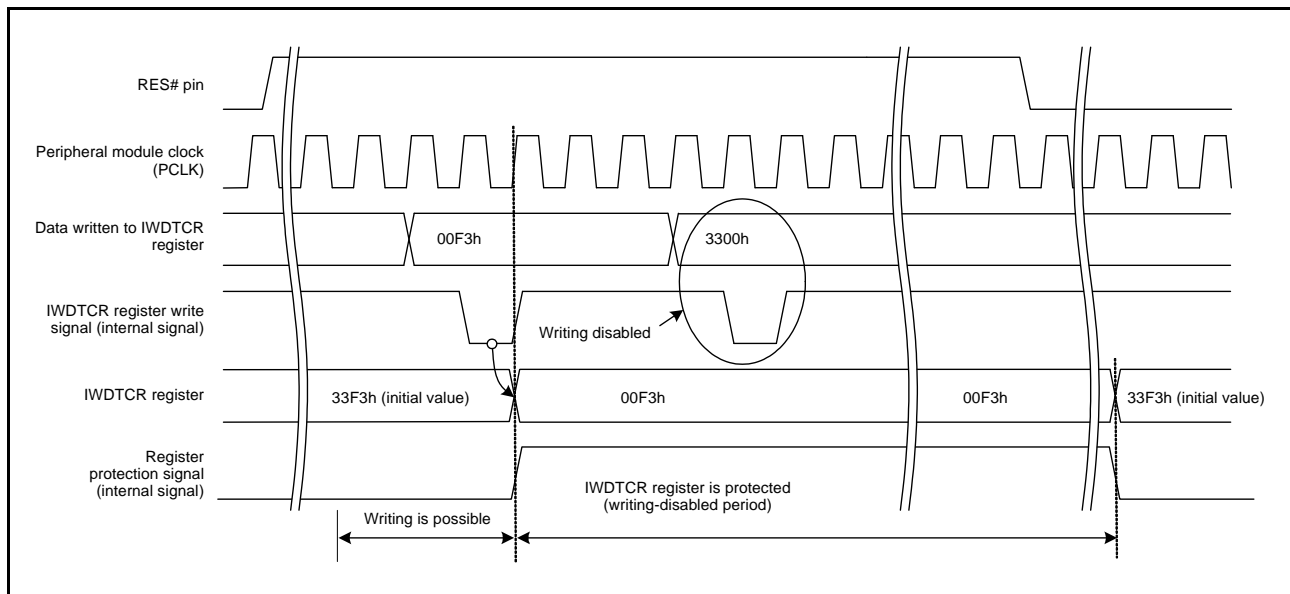 RES# pin
Peripheral module clock
(PCLK)
Data written to IWDTCR
register
00F3h
3300h
IWDTCR register write
signal (internal signal)
Writing disabled
IWDTCR register
33F3h (initial value)
00F3h
00F3h
33F3h (initial value)
Register
protection signal
(internal signal)
IWDTCR register is protected
(writing-disabled period)
Writing is possible